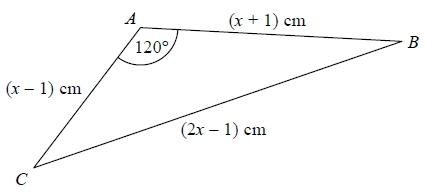 A
(x + 1) cm
120°
B
(x – 1) cm
(2x – 1) cm
C